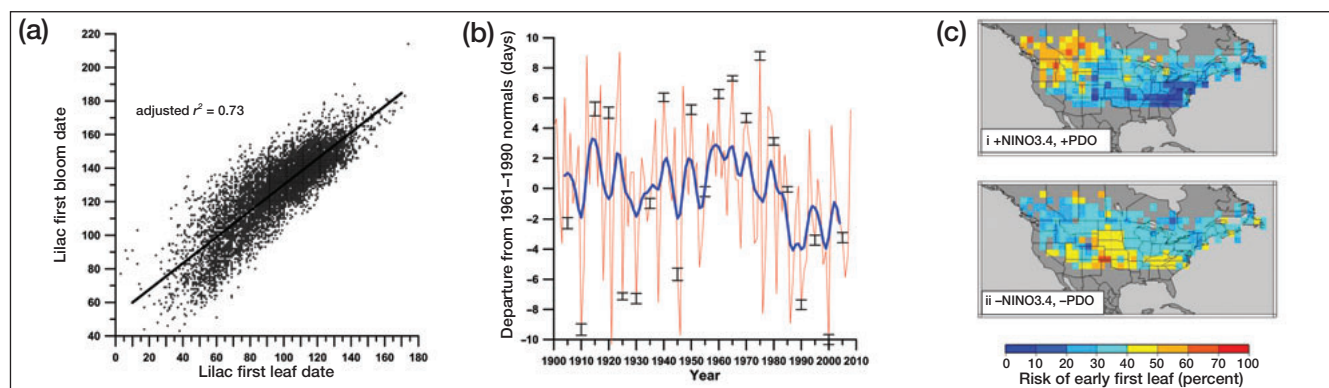 (a)
220
200
180
160
140
120
100
80
60
40
Lilac first bloom date
adjusted r² = 0.73
0 20 40 60 80 100 120 140 160 180
Lilac first leaf date
(b)
Departure from 1961–1990 normals (days)
10
8
6
4
2
0
–2
–4
–6
–8
–10
1900 1910 1920 1930 1940 1950 1960 1970 1980 1990 2000 2010
Year
(c)
i +NINO3.4, +PDO
ii –NINO3.4, –PDO
0 10 20 30 40 50 60 70 100
Risk of early first leaf (percent)